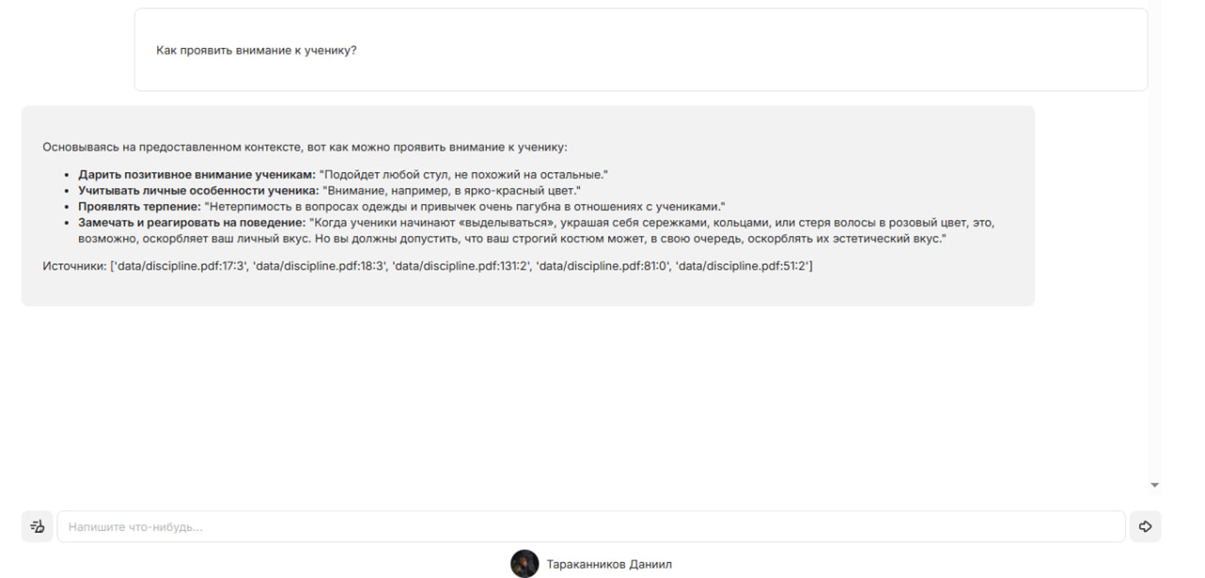 Как проявить внимание к ученику?
Основываясь на предоставленном контексте, вот как можно проявить внимание к ученику:
• Дарить позитивное внимание ученикам: "Подойдет любой стул, не похожий на остальные."
• Учитывать личные особенности ученика: "Внимание, например, в ярко-красный цвет."
• Проявлять терпение: "Нетерпимость в вопросах одежды и привычек очень пагубна в отношениях с учениками."
• Замечать и реагировать на поведение: "Когда ученики начинают «выделываться», украшая себя сережками, кольцами, или стеря волосы в розовый цвет, это,
возможно, оскорбляет ваш личный вкус. Но вы должны допустить, что ваш строгий костюм может, в свою очередь, оскорблять их эстетический вкус."
Источники: ['data/discipline.pdf:17:3', 'data/discipline.pdf:18:3', 'data/discipline.pdf:131:2', 'data/discipline.pdf:81:0', 'data/discipline.pdf:51:2']
Напишите что-нибудь...
Тараканников Даниил